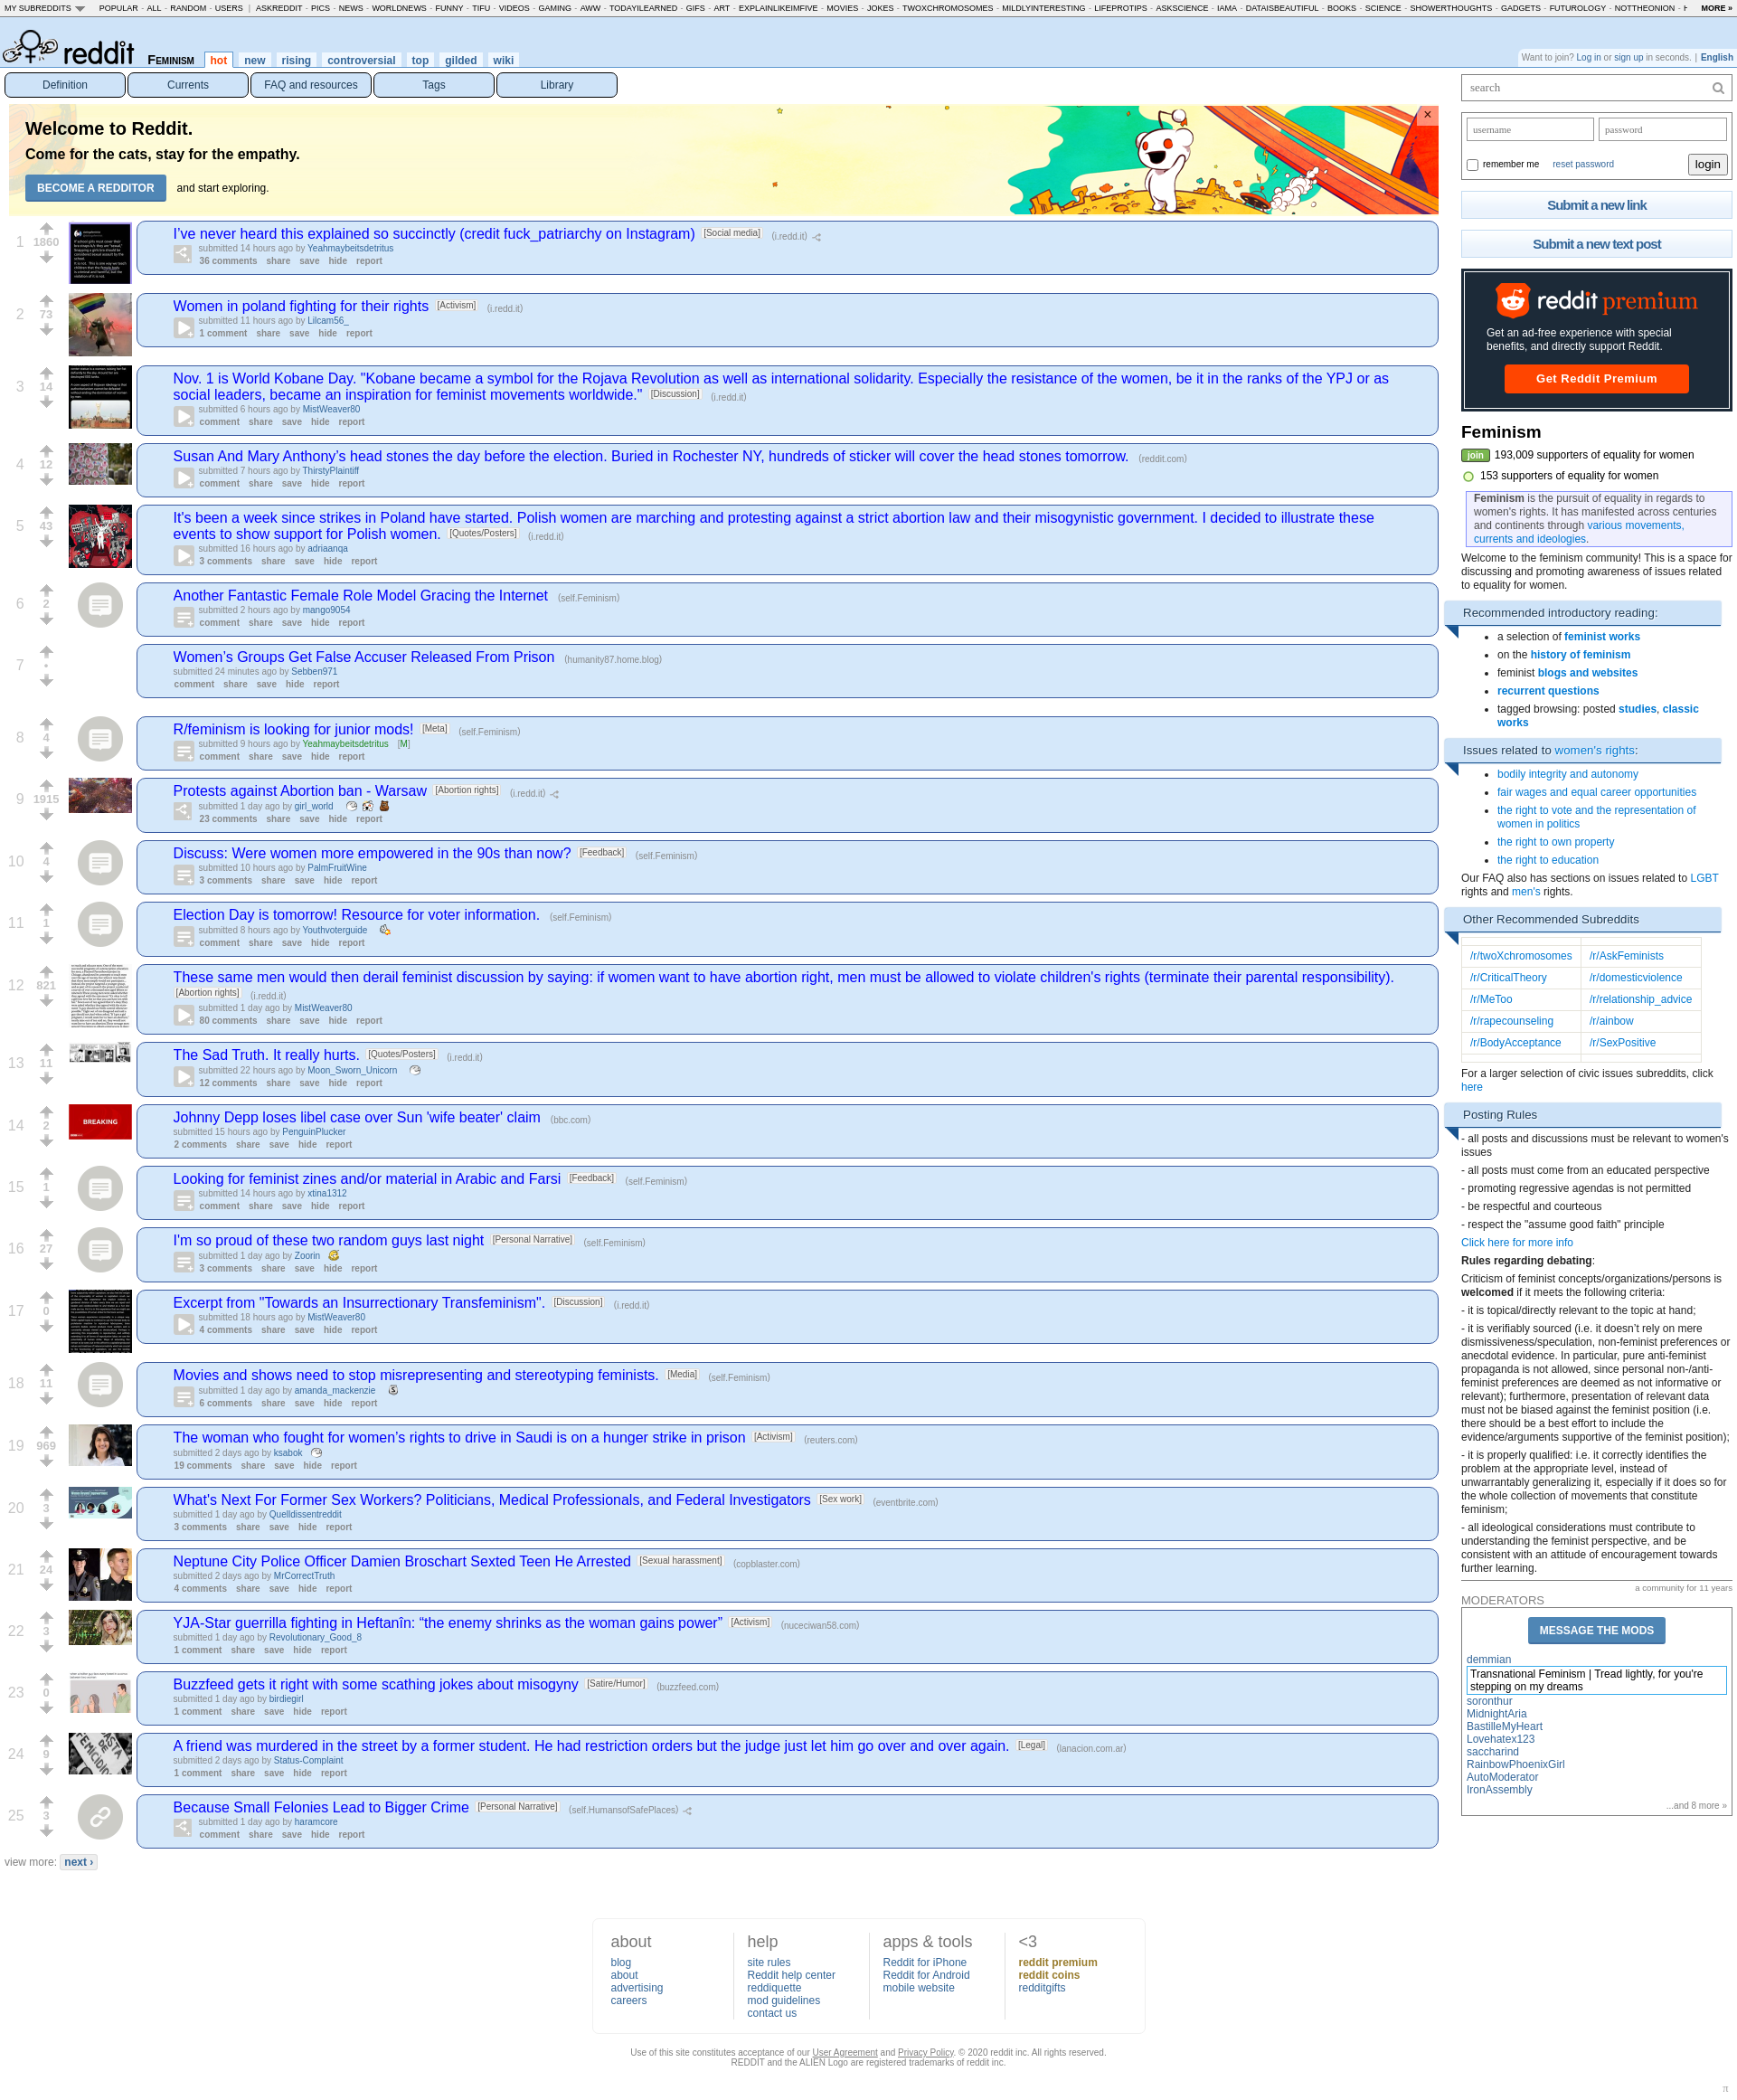 MY SUBREDDITS POPULAR - ALL - RANDOM - USERS | ASKREDDIT - PICS - NEWS - WORLDNEWS - FUNNY - TIFU - VIDEOS - GAMING - AWW - TODAYILEARNED - GIFS - ART - EXPLAINLIKEIMFIVE - MOVIES - JOKES - TWOXCHROMOSOMES - MILDLYINTERESTING - LIFEPROTIPS - ASKSCIENCE - IAMA - DATAISBEAUTIFUL - BOOKS - SCIENCE - SHOWERTHOUGHTS - GADGETS - FUTUROLOGY - NOTTHEONION - MORE »
reddit FEMINISM hot new rising controversial top gilded wiki
Want to join? Log in or sign up in seconds. | English
Definition Currents FAQ and resources Tags Library
Welcome to Reddit.
Come for the cats, stay for the empathy.
BECOME A REDDITOR and start exploring.
×
1 1860 I've never heard this explained so succinctly (credit fuck_patriarchy on Instagram) [Social media] (i.redd.it)
submitted 14 hours ago by Yeahmaybeitsdetritus
36 comments share save hide report
2 73 Women in poland fighting for their rights [Activism] (i.redd.it)
submitted 11 hours ago by Lilcam56_
1 comment share save hide report
3 14 Nov. 1 is World Kobane Day. "Kobane became a symbol for the Rojava Revolution as well as international solidarity. Especially the resistance of the women, be it in the ranks of the YPJ or as
social leaders, became an inspiration for feminist movements worldwide." [Discussion] (i.redd.it)
submitted 6 hours ago by MistWeaver80
comment share save hide report
4 12 Susan And Mary Anthony's head stones the day before the election. Buried in Rochester NY, hundreds of sticker will cover the head stones tomorrow. (reddit.com)
submitted 7 hours ago by ThirstyPlaintiff
comment share save hide report
5 43 It's been a week since strikes in Poland have started. Polish women are marching and protesting against a strict abortion law and their misogynistic government. I decided to illustrate these
events to show support for Polish women. [Quotes/Posters] (i.redd.it)
submitted 16 hours ago by adriaanqa
3 comments share save hide report
6 2 Another Fantastic Female Role Model Gracing the Internet (self.Feminism)
submitted 2 hours ago by mango9054
comment share save hide report
7 • Women's Groups Get False Accuser Released From Prison (humanity87.home.blog)
submitted 24 minutes ago by Sebben971
comment share save hide report
8 4 R/feminism is looking for junior mods! [Meta] (self.Feminism)
submitted 9 hours ago by Yeahmaybeitsdetritus [M]
comment share save hide report
9 1915 Protests against Abortion ban - Warsaw [Abortion rights] (i.redd.it)
submitted 1 day ago by girl_world
23 comments share save hide report
10 4 Discuss: Were women more empowered in the 90s than now? [Feedback] (self.Feminism)
submitted 10 hours ago by PalmFruitWine
3 comments share save hide report
11 1 Election Day is tomorrow! Resource for voter information. (self.Feminism)
submitted 8 hours ago by Youthvoterguide
comment share save hide report
12 821 These same men would then derail feminist discussion by saying: if women want to have abortion right, men must be allowed to violate children's rights (terminate their parental responsibility).
[Abortion rights] (i.redd.it)
submitted 1 day ago by MistWeaver80
80 comments share save hide report
13 11 The Sad Truth. It really hurts. [Quotes/Posters] (i.redd.it)
submitted 22 hours ago by Moon_Sworn_Unicorn
12 comments share save hide report
14 2 BREAKING Johnny Depp loses libel case over Sun 'wife beater' claim (bbc.com)
submitted 15 hours ago by PenguinPlucker
2 comments share save hide report
15 1 Looking for feminist zines and/or material in Arabic and Farsi [Feedback] (self.Feminism)
submitted 14 hours ago by xtina1312
comment share save hide report
16 27 I'm so proud of these two random guys last night [Personal Narrative] (self.Feminism)
submitted 1 day ago by Zoorin
3 comments share save hide report
17 0 Excerpt from "Towards an Insurrectionary Transfeminism". [Discussion] (i.redd.it)
submitted 18 hours ago by MistWeaver80
4 comments share save hide report
18 11 Movies and shows need to stop misrepresenting and stereotyping feminists. [Media] (self.Feminism)
submitted 1 day ago by amanda_mackenzie
6 comments share save hide report
19 969 The woman who fought for women's rights to drive in Saudi is on a hunger strike in prison [Activism] (reuters.com)
submitted 2 days ago by ksabok
19 comments share save hide report
20 3 What's Next For Former Sex Workers? Politicians, Medical Professionals, and Federal Investigators [Sex work] (eventbrite.com)
submitted 1 day ago by Quelldissentreddit
3 comments share save hide report
21 24 Neptune City Police Officer Damien Broschart Sexted Teen He Arrested [Sexual harassment] (copblaster.com)
submitted 2 days ago by MrCorrectTruth
4 comments share save hide report
22 3 YJA-Star guerrilla fighting in Heftanîn: “the enemy shrinks as the woman gains power” [Activism] (nuceciwan58.com)
submitted 1 day ago by Revolutionary_Good_8
1 comment share save hide report
23 0 Buzzfeed gets it right with some scathing jokes about misogyny [Satire/Humor] (buzzfeed.com)
submitted 1 day ago by birdiegirl
1 comment share save hide report
24 9 A friend was murdered in the street by a former student. He had restriction orders but the judge just let him go over and over again. [Legal] (lanacion.com.ar)
submitted 2 days ago by Status-Complaint
1 comment share save hide report
25 3 Because Small Felonies Lead to Bigger Crime [Personal Narrative] (self.HumansofSafePlaces)
submitted 1 day ago by haramcore
comment share save hide report
view more: next ›
search
username password
remember me reset password login
Submit a new link
Submit a new text post
reddit premium
Get an ad-free experience with special
benefits, and directly support Reddit.
Get Reddit Premium
Feminism
join 193,009 supporters of equality for women
153 supporters of equality for women
Feminism is the pursuit of equality in regards to
women's rights. It has manifested across centuries
and continents through various movements,
currents and ideologies.
Welcome to the feminism community! This is a space for
discussing and promoting awareness of issues related
to equality for women.
Recommended introductory reading:
• a selection of feminist works
• on the history of feminism
• feminist blogs and websites
• recurrent questions
• tagged browsing: posted studies, classic
works
Issues related to women's rights:
• bodily integrity and autonomy
• fair wages and equal career opportunities
• the right to vote and the representation of
women in politics
• the right to own property
• the right to education
Our FAQ also has sections on issues related to LGBT
rights and men's rights.
Other Recommended Subreddits
/r/twoXchromosomes /r/AskFeminists
/r/CriticalTheory /r/domesticviolence
/r/MeToo /r/relationship_advice
/r/rapecounseling /r/ainbow
/r/BodyAcceptance /r/SexPositive
For a larger selection of civic issues subreddits, click
here
Posting Rules
- all posts and discussions must be relevant to women's
issues
- all posts must come from an educated perspective
- promoting regressive agendas is not permitted
- be respectful and courteous
- respect the "assume good faith" principle
Click here for more info
Rules regarding debating:
Criticism of feminist concepts/organizations/persons is
welcomed if it meets the following criteria:
- it is topical/directly relevant to the topic at hand;
- it is verifiably sourced (i.e. it doesn't rely on mere
dismissiveness/speculation, non-feminist preferences or
anecdotal evidence. In particular, pure anti-feminist
propaganda is not allowed, since personal non-/anti-
feminist preferences are deemed as not informative or
relevant); furthermore, presentation of relevant data
must not be biased against the feminist position (i.e.
there should be a best effort to include the
evidence/arguments supportive of the feminist position);
- it is properly qualified: i.e. it correctly identifies the
problem at the appropriate level, instead of
unwarrantably generalizing it, especially if it does so for
the whole collection of movements that constitute
feminism;
- all ideological considerations must contribute to
understanding the feminist perspective, and be
consistent with an attitude of encouragement towards
further learning.
a community for 11 years
MODERATORS
MESSAGE THE MODS
demmian
Transnational Feminism | Tread lightly, for you're
stepping on my dreams
soronthur
MidnightAria
BastilleMyHeart
Lovehatex123
saccharind
RainbowPhoenixGirl
AutoModerator
IronAssembly
...and 8 more »
about
blog
about
advertising
careers
help
site rules
Reddit help center
reddiquette
mod guidelines
contact us
apps & tools
Reddit for iPhone
Reddit for Android
mobile website
<3
reddit premium
reddit coins
redditgifts
Use of this site constitutes acceptance of our User Agreement and Privacy Policy. © 2020 reddit inc. All rights reserved.
REDDIT and the ALIEN Logo are registered trademarks of reddit inc.
π